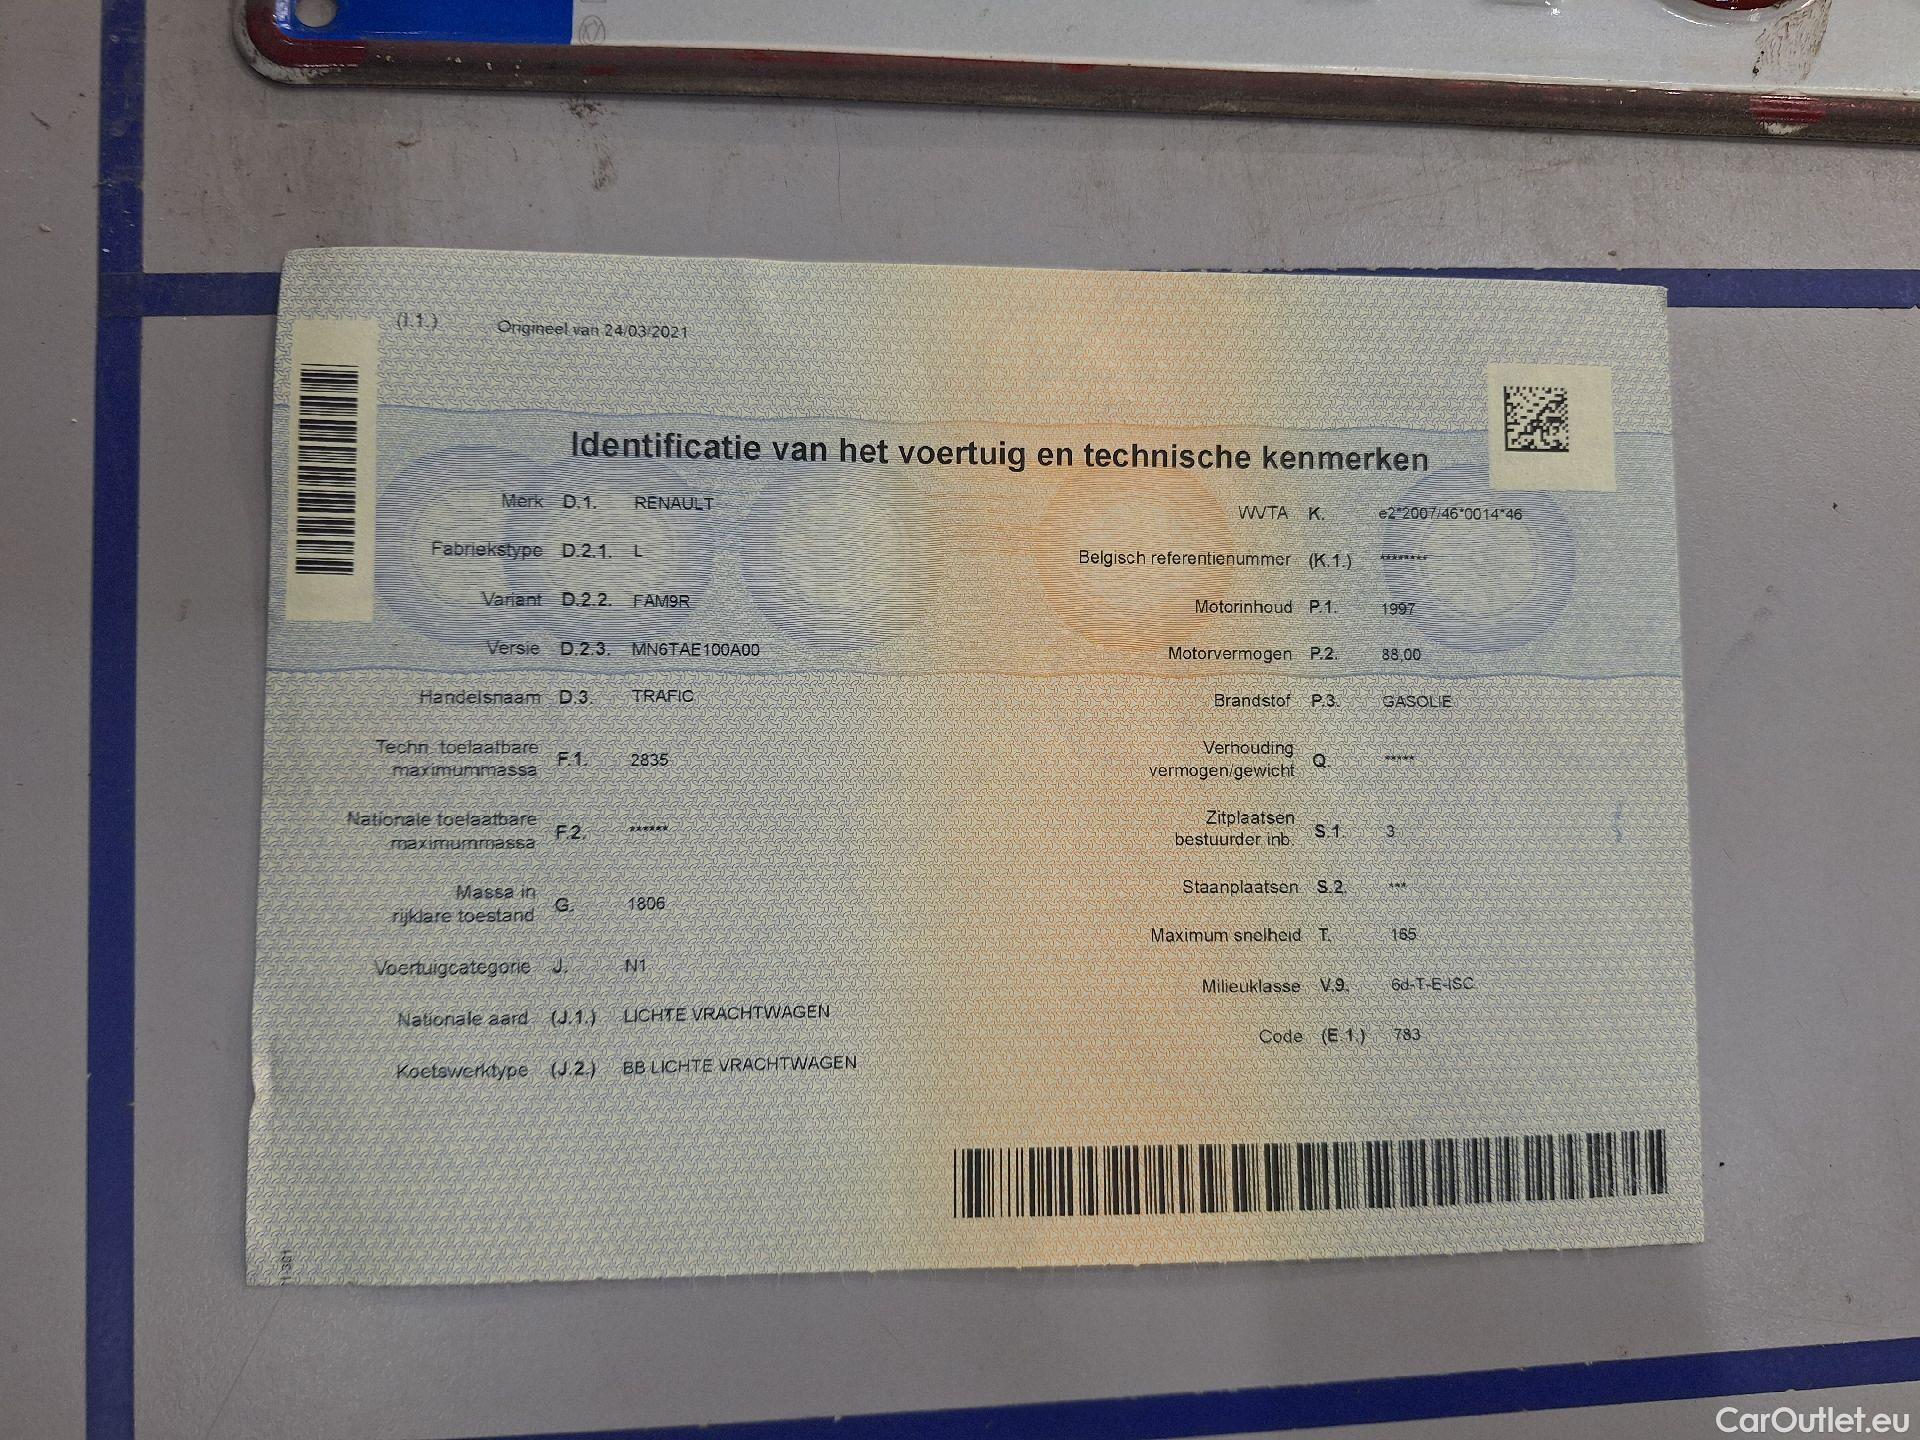 (I.1.) Origineel van 24/03/2021
Identificatie van het voertuig en technische kenmerken
Merk D.1. RENAULT
Fabriekstype D.2.1. L
Variant D.2.2. FAM9R
Versie D.2.3. MN6TAE100A00
Handelsnaam D.3. TRAFIC
Techn. toelaatbare
maximummassa F.1. 2835
Nationale toelaatbare
maximummassa F.2. ******
Massa in
rijklare toestand G. 1806
Voertuigcategorie J. N1
Nationale aard (J.1.) LICHTE VRACHTWAGEN
Koetswerktype (J.2.) BB LICHTE VRACHTWAGEN
WVTA K. e2*2007/46*0014*46
Belgisch referentienummer (K.1.) ********
Motorinhoud P.1. 1997
Motorvermogen P.2. 88,00
Brandstof P.3. GASOLIE
Verhouding
vermogen/gewicht Q. *****
Zitplaatsen
bestuurder inb. S.1. 3
Staanplaatsen S.2. ***
Maximum snelheid T. 165
Milieuklasse V.9. 6d-T-E-ISC
Code (E.1.) 783
CarOutlet.eu